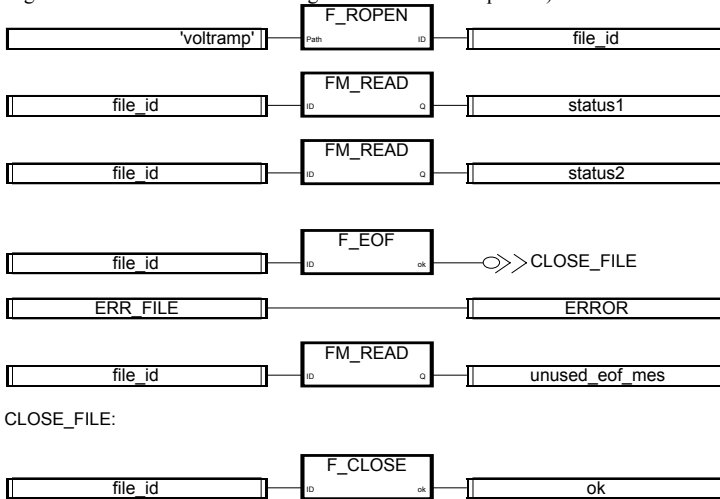 F_ROPEN
'voltramp' Path ID file_id
FM_READ
file_id ID Q status1
FM_READ
file_id ID Q status2
F_EOF
file_id ID ok CLOSE_FILE
ERR_FILE ERROR
FM_READ
file_id ID Q unused_eof_mes
CLOSE_FILE:
F_CLOSE
file_id ID ok ok